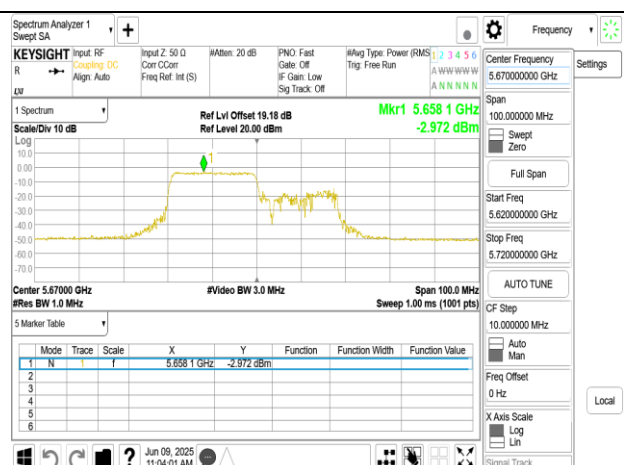 Spectrum Analyzer 1
Swept SA
Frequency
KEYSIGHT
R
Input: RF
Coupling: DC
Align: Auto
Input Z: 50 Ω
Corr CCorr
Freq Ref: Int (S)
#Atten: 20 dB
PNO: Fast
Gate: Off
IF Gain: Low
Sig Track: Off
#Avg Type: Power (RMS
Trig: Free Run
1 2 3 4 5 6
A W W W W W
A N N N N N
Center Frequency
5.670000000 GHz
Settings
Span
100.000000 MHz
Swept
Zero
Full Span
Start Freq
5.620000000 GHz
Stop Freq
5.720000000 GHz
AUTO TUNE
CF Step
10.000000 MHz
Auto
Man
Freq Offset
0 Hz
X Axis Scale
Log
Lin
Signal Track
Local
1 Spectrum
Scale/Div 10 dB
Ref Lvl Offset 19.18 dB
Ref Level 20.00 dBm
Mkr1 5.658 1 GHz
-2.972 dBm
Log
10.0
0.00
-10.0
-20.0
-30.0
-40.0
-50.0
-60.0
-70.0
1
Center 5.67000 GHz
#Res BW 1.0 MHz
#Video BW 3.0 MHz
Span 100.0 MHz
Sweep 1.00 ms (1001 pts)
5 Marker Table
Mode Trace Scale X Y Function Function Width Function Value
1 N 1 f 5.658 1 GHz -2.972 dBm
2
3
4
5
6
?
Jun 09, 2025
11:04:01 AM